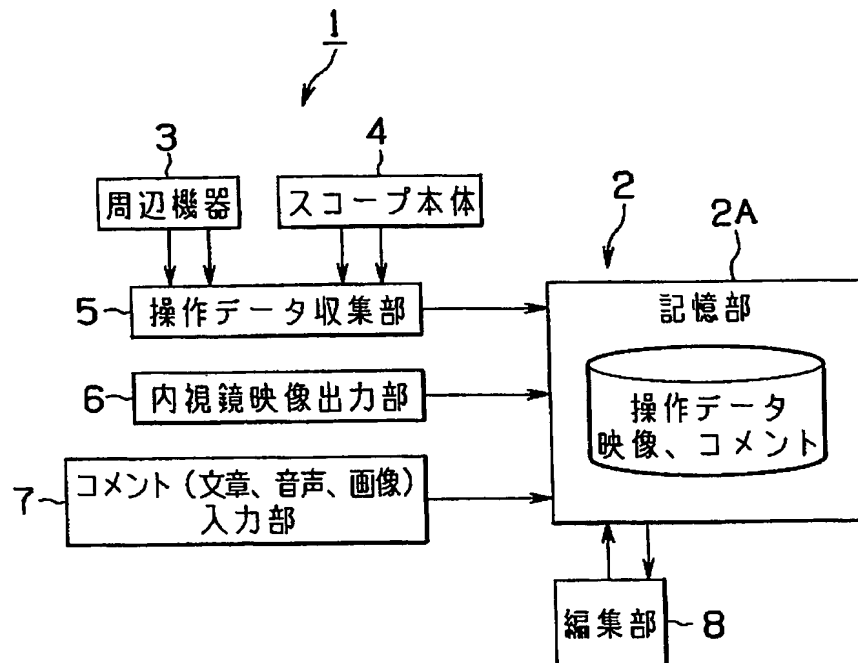 1
3
4
周辺機器
スコープ本体
2
2A
5
操作データ収集部
記憶部
6
内視鏡映像出力部
操作データ
映像、コメント
7
コメント(文章、音声、画像)
入力部
編集部
8